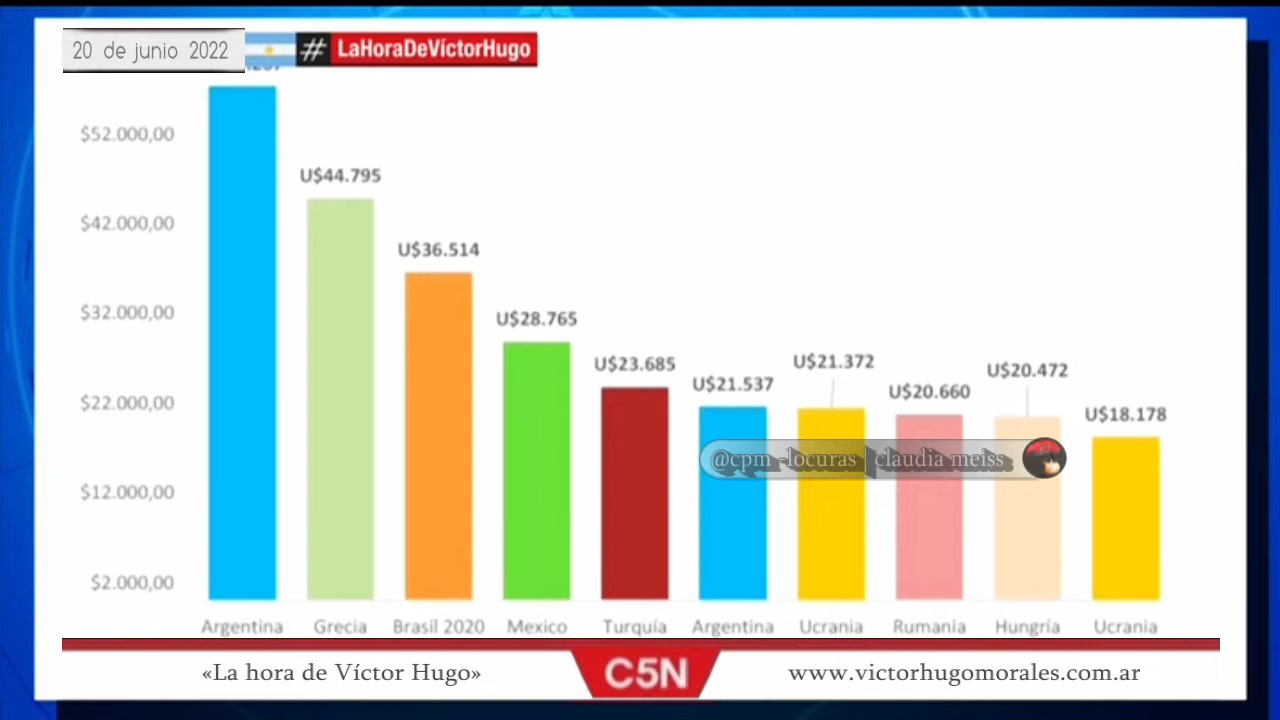 20 de junio 2022
# LaHoraDeVíctorHugo
$52.000,00
U$44.795
$42.000,00
U$36.514
$32.000,00
U$28.765
U$23.685
U$21.537
U$21.372
U$20.660
U$20.472
U$18.178
$22.000,00
@cpm -locuras | claudia meiss
$12.000,00
$2.000,00
Argentina Grecia Brasil 2020 Mexico Turquía Argentina Ucrania Rumania Hungría Ucrania
«La hora de Víctor Hugo» C5N www.victorhugomorales.com.ar